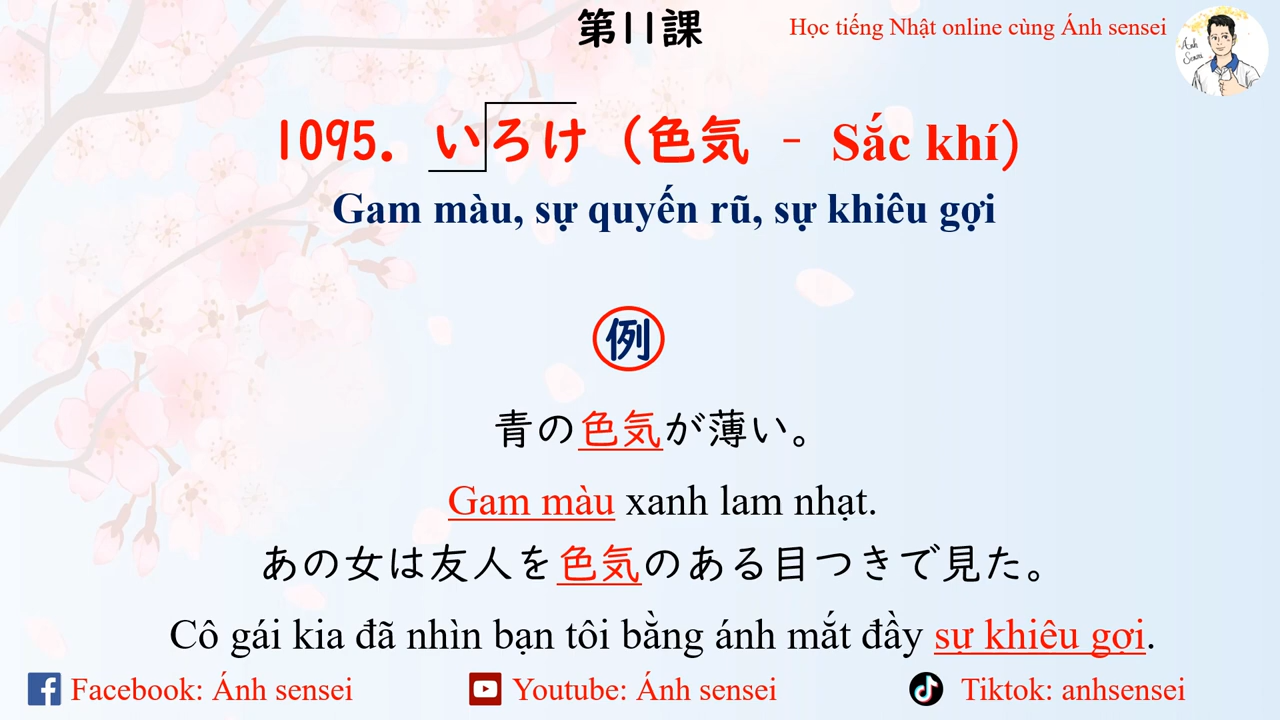 第11課
Học tiếng Nhật online cùng Ánh sensei
Ánh
Sensei
1095. いろけ（色気 - Sắc khí）
Gam màu, sự quyến rũ, sự khiêu gợi
例
青の色気が薄い。
Gam màu xanh lam nhạt.
あの女は友人を色気のある目つきで見た。
Cô gái kia đã nhìn bạn tôi bằng ánh mắt đầy sự khiêu gợi.
Facebook: Ánh sensei
Youtube: Ánh sensei
Tiktok: anhsensei